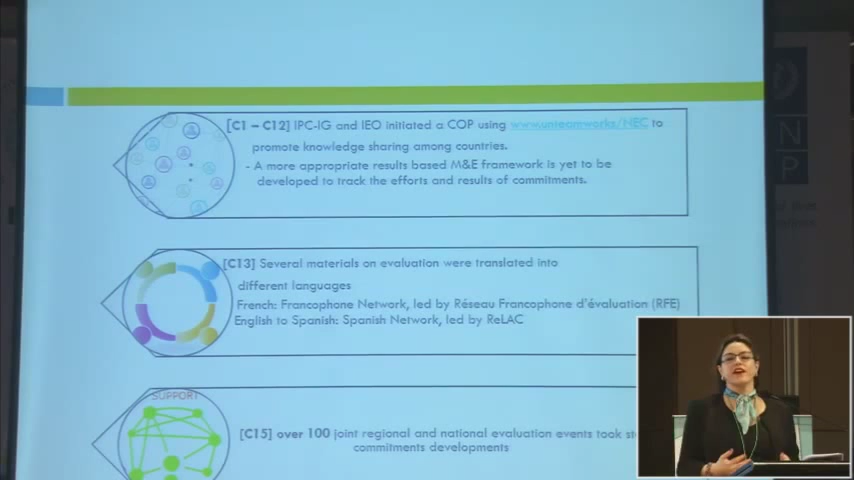 [C1 – C12] IPC-IG and IEO initiated a COP using www.unteamworks/NEC to
promote knowledge sharing among countries.
- A more appropriate results based M&E framework is yet to be
developed to track the efforts and results of commitments.
[C13] Several materials on evaluation were translated into
different languages
French: Francophone Network, led by Réseau Francophone d'évaluation (RFE)
English to Spanish: Spanish Network, led by ReLAC
SUPPORT
[C15] over 100 joint regional and national evaluation events took
commitments developments
N
P